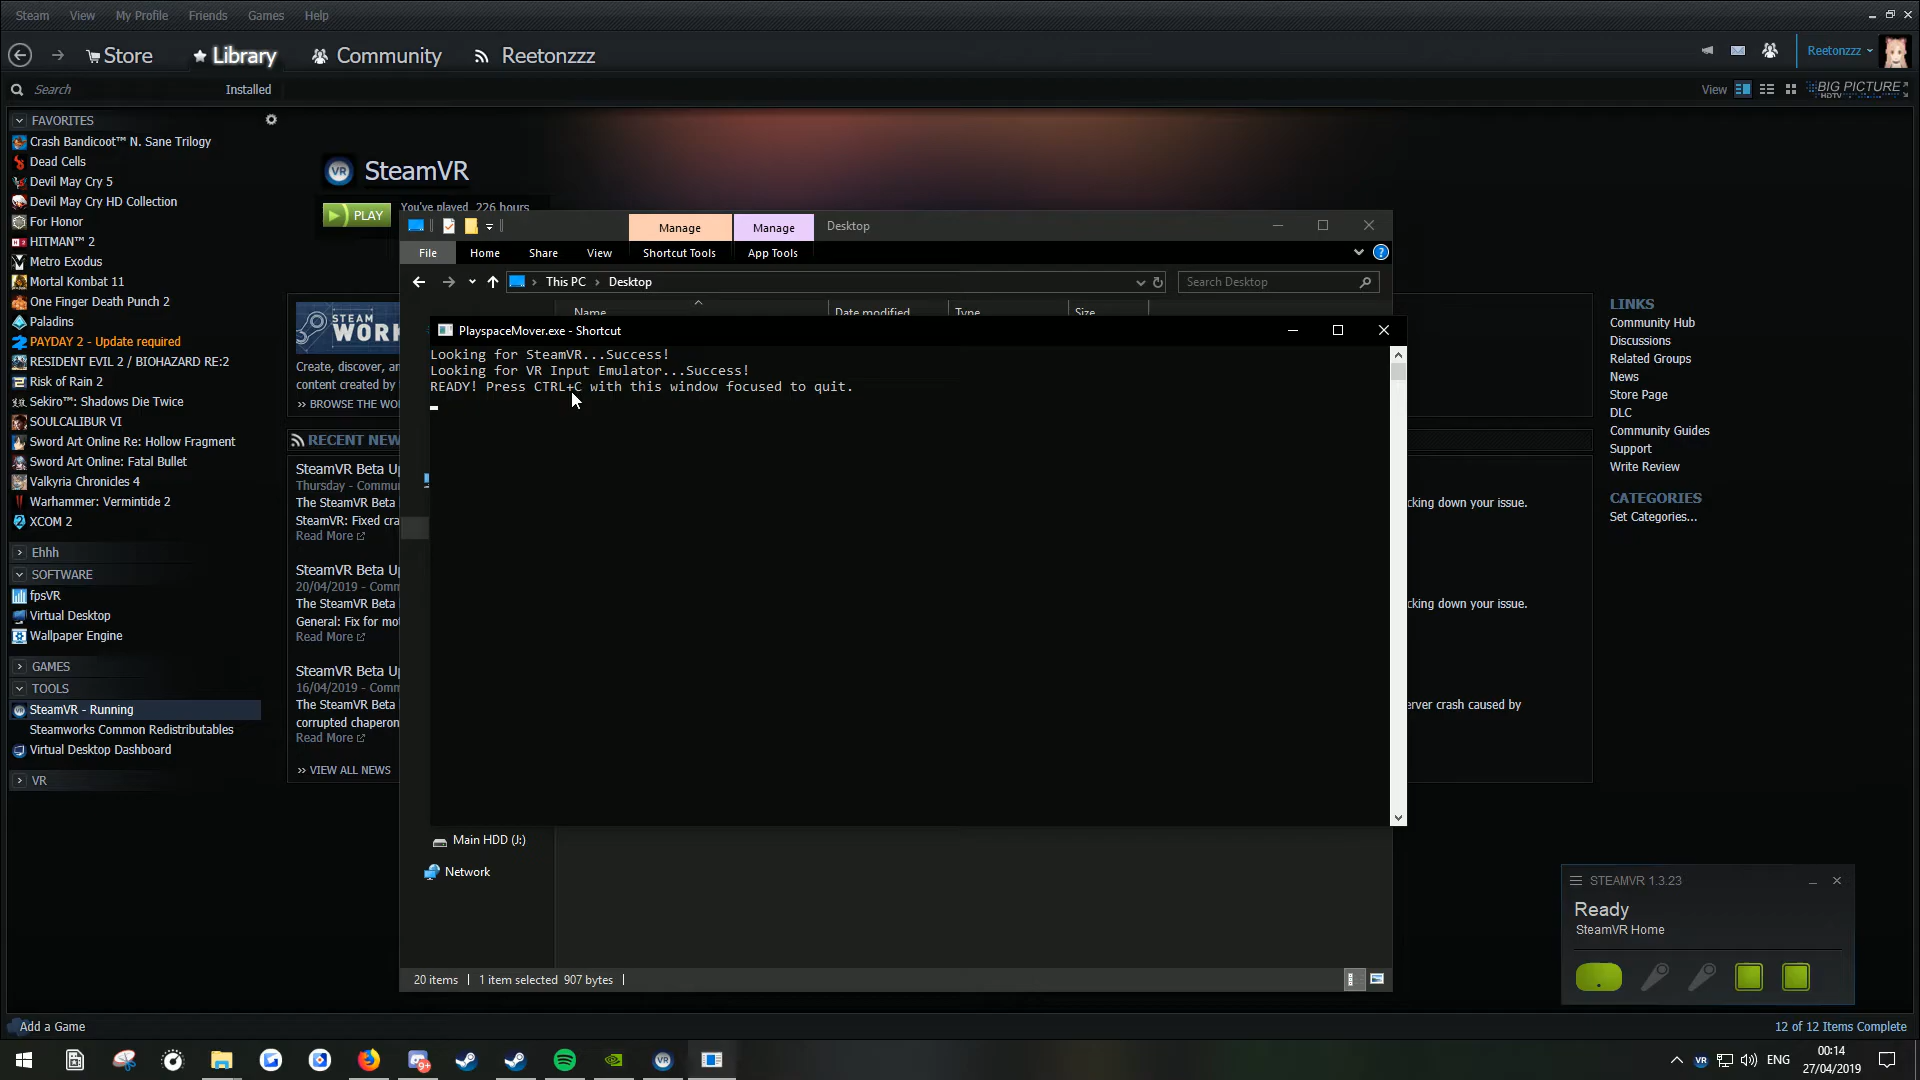 Steam View My Profile Friends Games Help
Store Library Community Reetonzzz
Reetonzzz
Search Installed
View BIG PICTURE
HDTV
FAVORITES
Crash Bandicoot™ N. Sane Trilogy
Dead Cells
Devil May Cry 5
Devil May Cry HD Collection
For Honor
HITMAN™ 2
Metro Exodus
Mortal Kombat 11
One Finger Death Punch 2
Paladins
PAYDAY 2 - Update required
RESIDENT EVIL 2 / BIOHAZARD RE:2
Risk of Rain 2
Sekiro™: Shadows Die Twice
SOULCALIBUR VI
Sword Art Online Re: Hollow Fragment
Sword Art Online: Fatal Bullet
Valkyria Chronicles 4
Warhammer: Vermintide 2
XCOM 2
Ehhh
SOFTWARE
fpsVR
Virtual Desktop
Wallpaper Engine
GAMES
TOOLS
SteamVR - Running
Steamworks Common Redistributables
Virtual Desktop Dashboard
VR
VR SteamVR
PLAY
You've played 226 hours
STEAM
WORK
Create, discover, an
content created by
›› BROWSE THE WO
RECENT NEW
SteamVR Beta Up
Thursday - Commu
The SteamVR Beta
SteamVR: Fixed cra
Read More
SteamVR Beta Up
20/04/2019 - Comm
The SteamVR Beta
General: Fix for mo
Read More
SteamVR Beta Up
16/04/2019 - Comm
The SteamVR Beta
corrupted chaperon
Read More
›› VIEW ALL NEWS
Manage Manage Desktop
File Home Share View Shortcut Tools App Tools
This PC › Desktop
Search Desktop
Name Date modified Type Size
PlayspaceMover.exe - Shortcut
Looking for SteamVR...Success!
Looking for VR Input Emulator...Success!
READY! Press CTRL+C with this window focused to quit.
Main HDD (J:)
Network
20 items 1 item selected 907 bytes
cking down your issue.
cking down your issue.
erver crash caused by
LINKS
Community Hub
Discussions
Related Groups
News
Store Page
DLC
Community Guides
Support
Write Review
CATEGORIES
Set Categories...
STEAMVR 1.3.23
Ready
SteamVR Home
Add a Game
12 of 12 Items Complete
9+
VR
VR ENG
00:14
27/04/2019